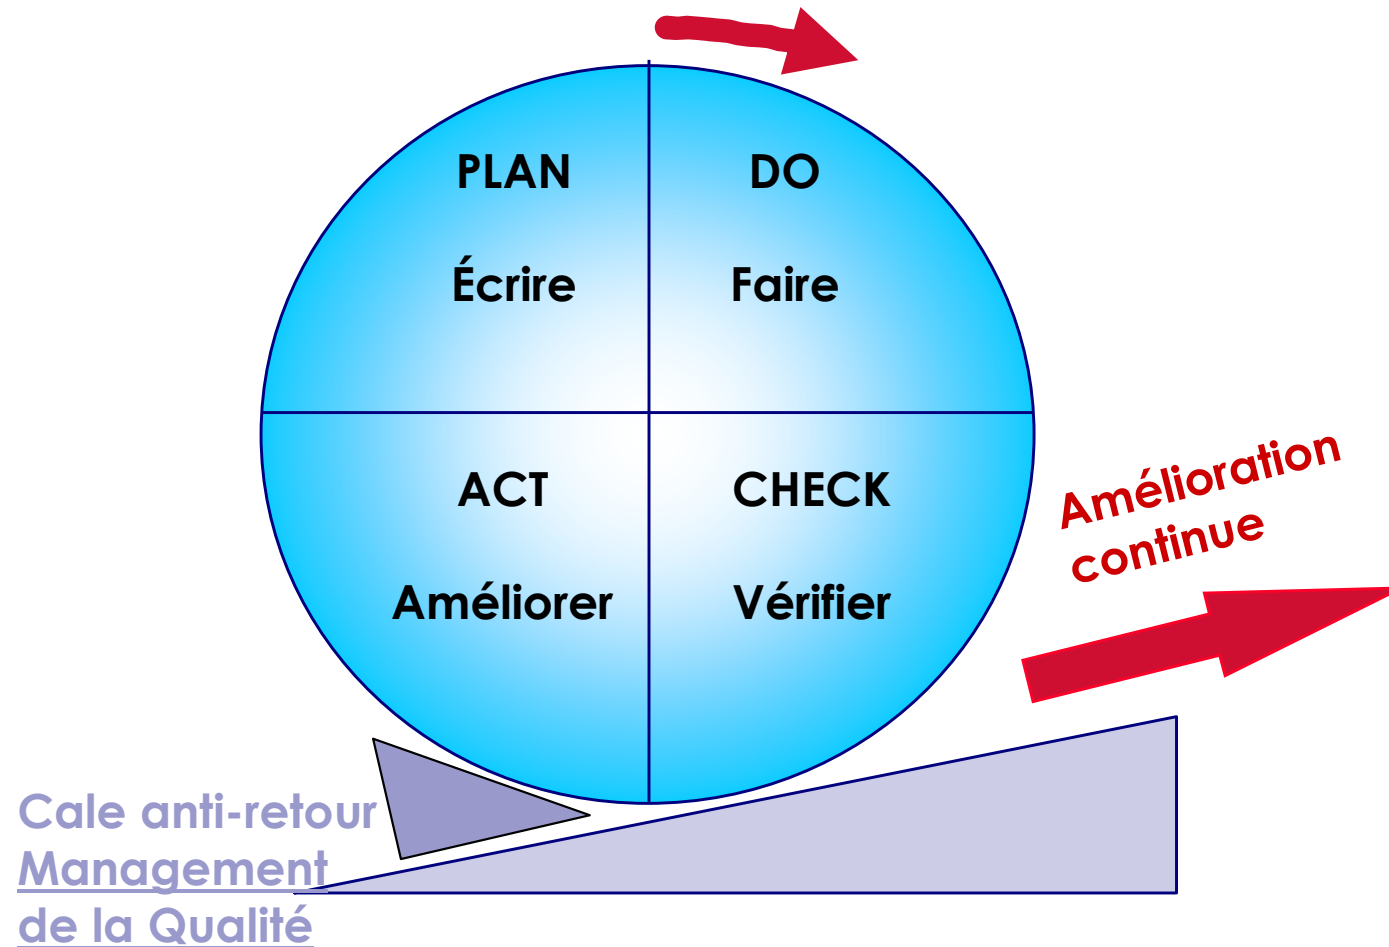 PLAN
DO
Écrire
Faire
ACT
CHECK
Améliorer
Vérifier
Amélioration
continue
Cale anti-retour
Management
de la Qualité